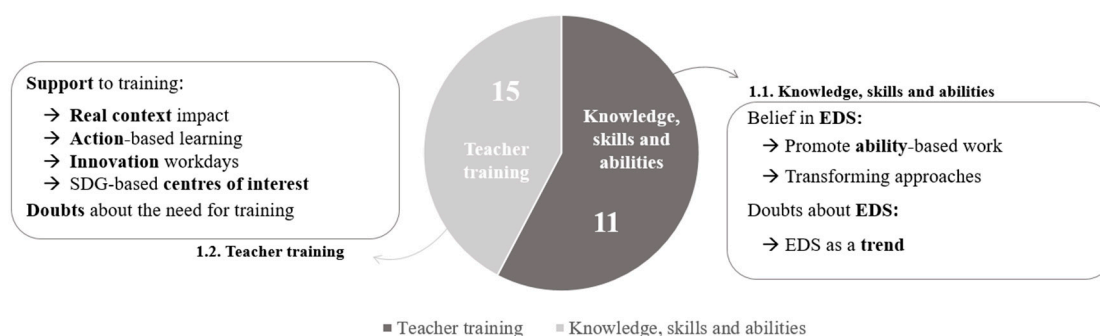 Support to training:
→ Real context impact
→ Action-based learning
→ Innovation workdays
→ SDG-based centres of interest
Doubts about the need for training
1.2. Teacher training
15
Teacher
training
Knowledge,
skills and
abilities
11
1.1. Knowledge, skills and abilities
Belief in EDS:
→ Promote ability-based work
→ Transforming approaches
Doubts about EDS:
→ EDS as a trend
■ Teacher training ■ Knowledge, skills and abilities